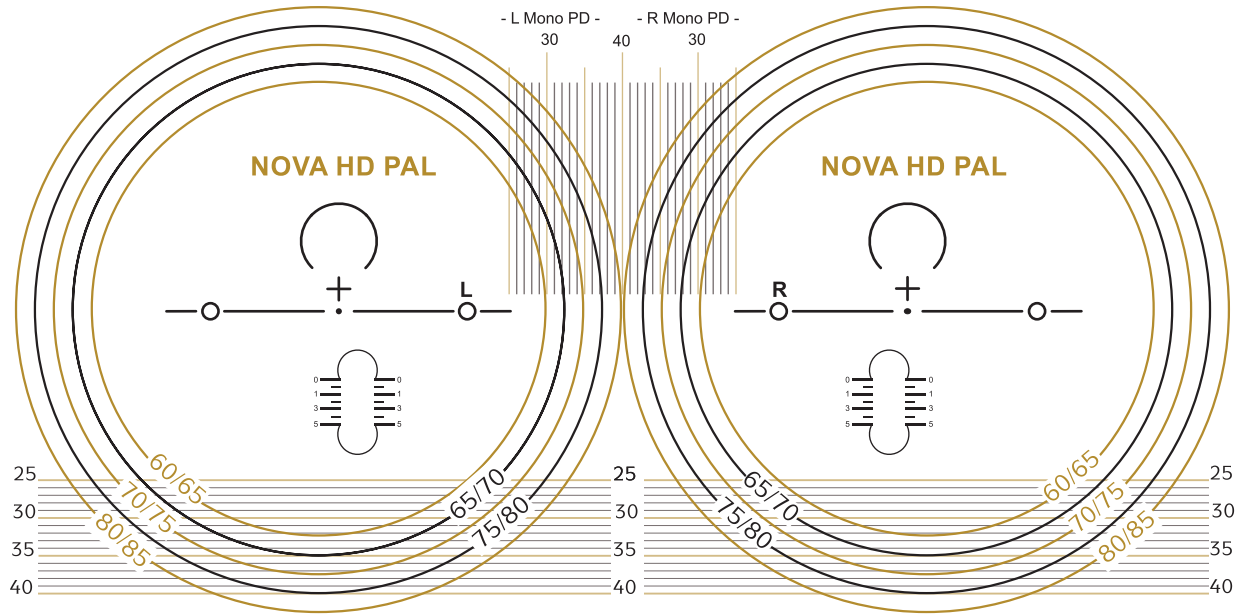 - L Mono PD - - R Mono PD -
30 40 30
NOVA HD PAL NOVA HD PAL
L R
0 0 0 0
1 1 1 1
3 3 3 3
5 5 5 5
60/65 65/70 65/70 60/65
70/75 75/80 75/80 70/75
80/85 80/85
25 25 25
30 30 30
35 35 35
40 40 40